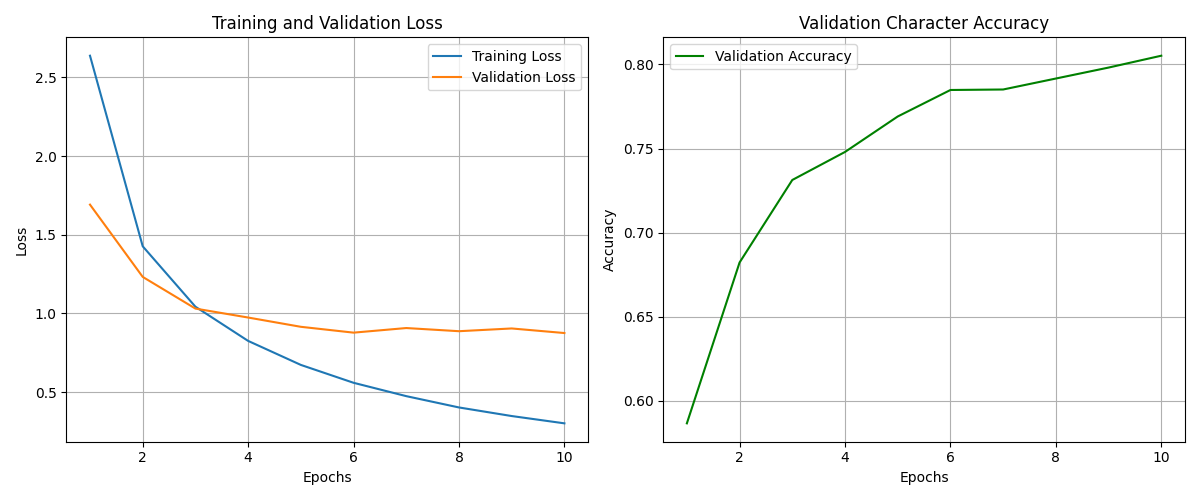 Training and Validation Loss
Training Loss
Validation Loss
2.5
2.0
1.5
1.0
0.5
Loss
2 4 6 8 10
Epochs
Validation Character Accuracy
Validation Accuracy
0.80
0.75
0.70
0.65
0.60
Accuracy
2 4 6 8 10
Epochs